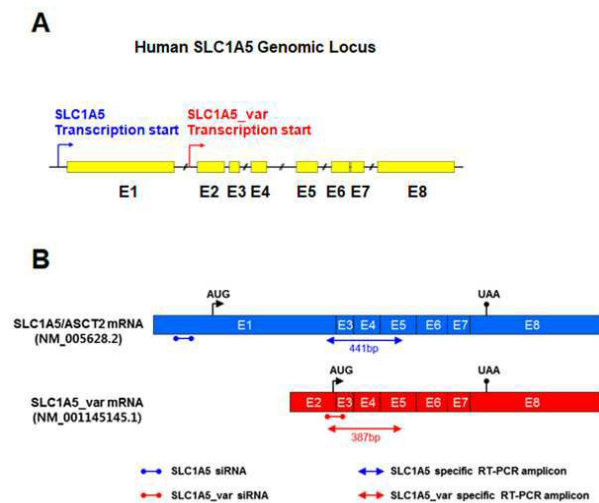 A
Human SLC1A5 Genomic Locus
SLC1A5
Transcription start
SLC1A5_var
Transcription start
E1 E2 E3 E4 E5 E6 E7 E8
B
AUG UAA
SLC1A5/ASCT2 mRNA
(NM_005628.2)
E1 E3 E4 E5 E6 E7 E8
441bp
AUG UAA
SLC1A5_var mRNA
(NM_001145145.1)
E2 E3 E4 E5 E6 E7 E8
387bp
SLC1A5 siRNA
SLC1A5 specific RT-PCR amplicon
SLC1A5_var siRNA
SLC1A5_var specific RT-PCR amplicon